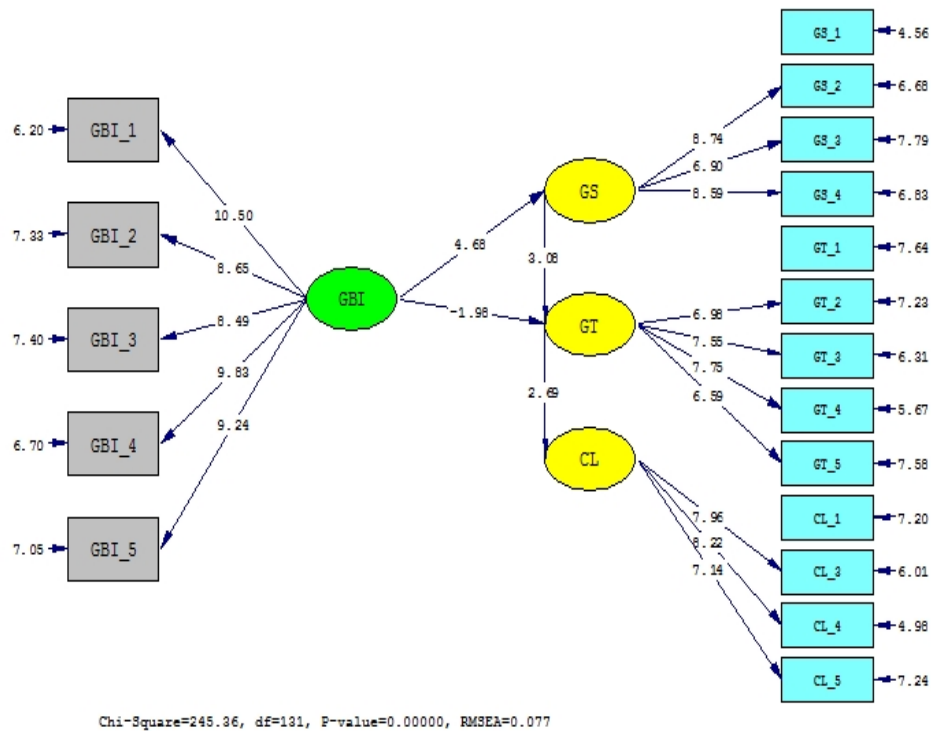 GS_1
4.56
GS_2
6.68
GS_3
7.79
GS_4
6.83
GT_1
7.64
GT_2
7.23
GT_3
6.31
GT_4
5.67
GT_5
7.58
CL_1
7.20
CL_3
6.01
CL_4
4.98
CL_5
7.24
6.20
GBI_1
7.33
GBI_2
7.40
GBI_3
6.70
GBI_4
7.05
GBI_5
10.50
8.65
8.49
9.83
9.24
GBI
4.68
-1.98
GS
3.08
GT
2.69
CL
8.74
6.90
8.59
6.98
7.55
7.75
6.59
7.96
8.22
7.14
Chi-Square=245.36, df=131, P-value=0.00000, RMSEA=0.077